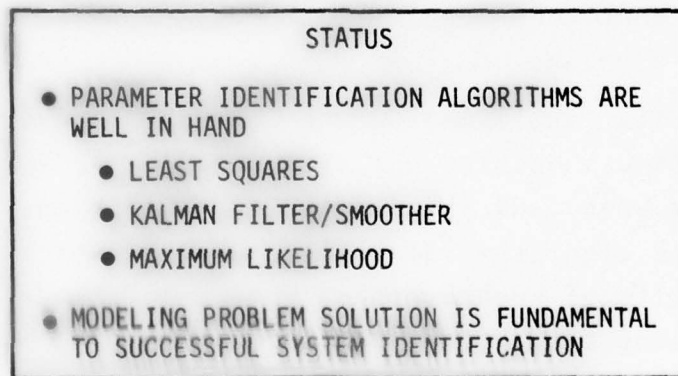 STATUS
● PARAMETER IDENTIFICATION ALGORITHMS ARE
WELL IN HAND
● LEAST SQUARES
● KALMAN FILTER/SMOOTHER
● MAXIMUM LIKELIHOOD
● MODELING PROBLEM SOLUTION IS FUNDAMENTAL
TO SUCCESSFUL SYSTEM IDENTIFICATION